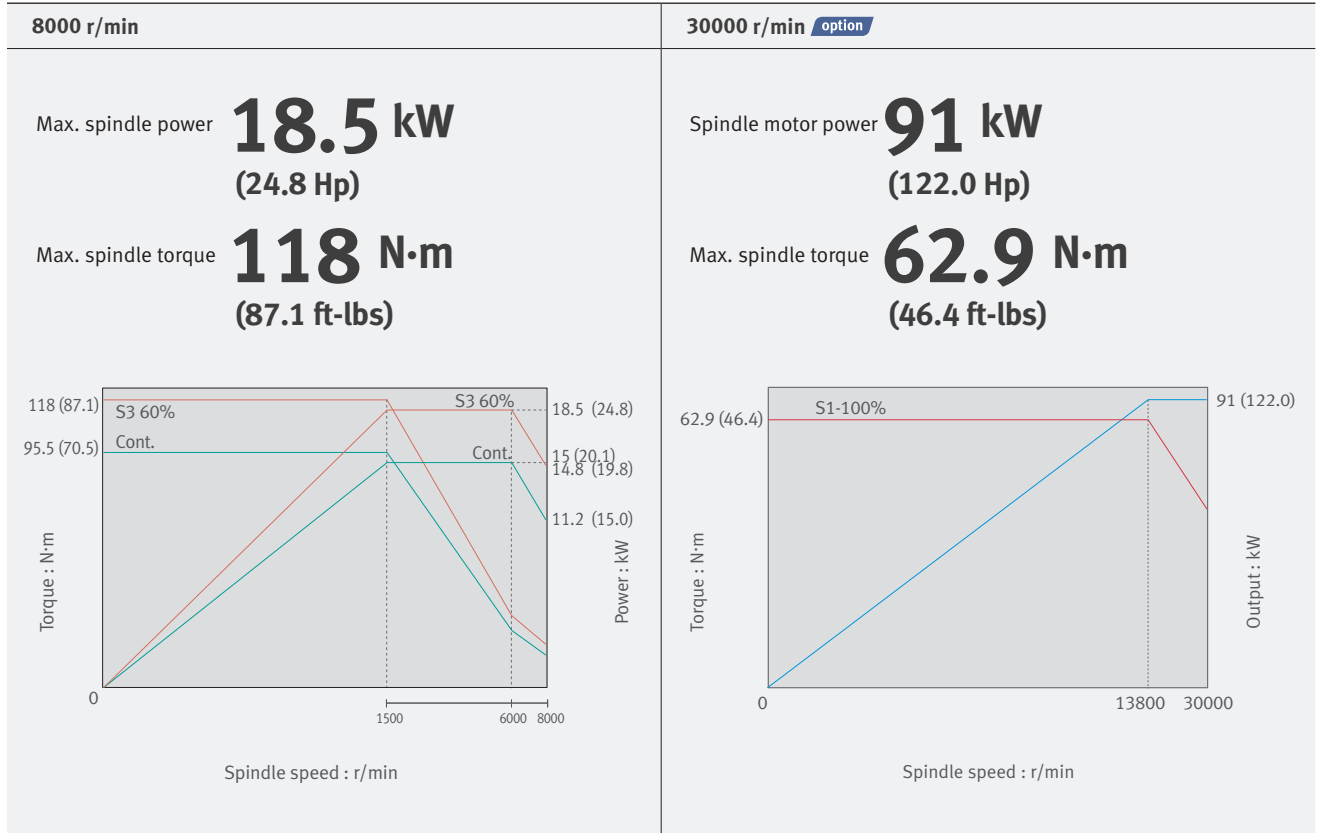 8000 r/min
Max. spindle power 18.5 kW
(24.8 Hp)
Max. spindle torque 118 N·m
(87.1 ft-lbs)
118 (87.1)
S3 60%
S3 60%
18.5 (24.8)
95.5 (70.5)
Cont.
Cont.
15 (20.1)
14.8 (19.8)
11.2 (15.0)
Torque : N·m
Power : kW
0
1500
6000
8000
Spindle speed : r/min
30000 r/min option
Spindle motor power 91 kW
(122.0 Hp)
Max. spindle torque 62.9 N·m
(46.4 ft-lbs)
62.9 (46.4)
S1-100%
91 (122.0)
Torque : N·m
Output : kW
0
13800
30000
Spindle speed : r/min